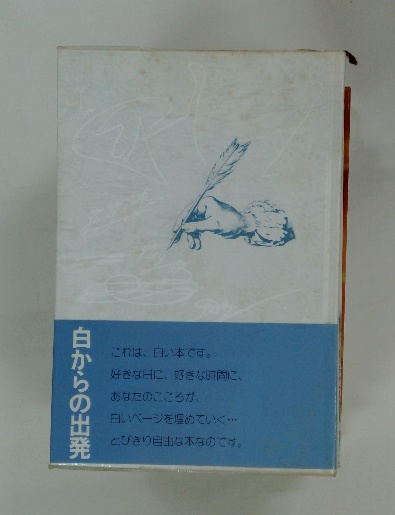 白からの出発
これは、白い本です。
好きな日に、好きな時間に、
あなたのこころが、
白いページを埋めていく…
とびきり自由な本なのです。